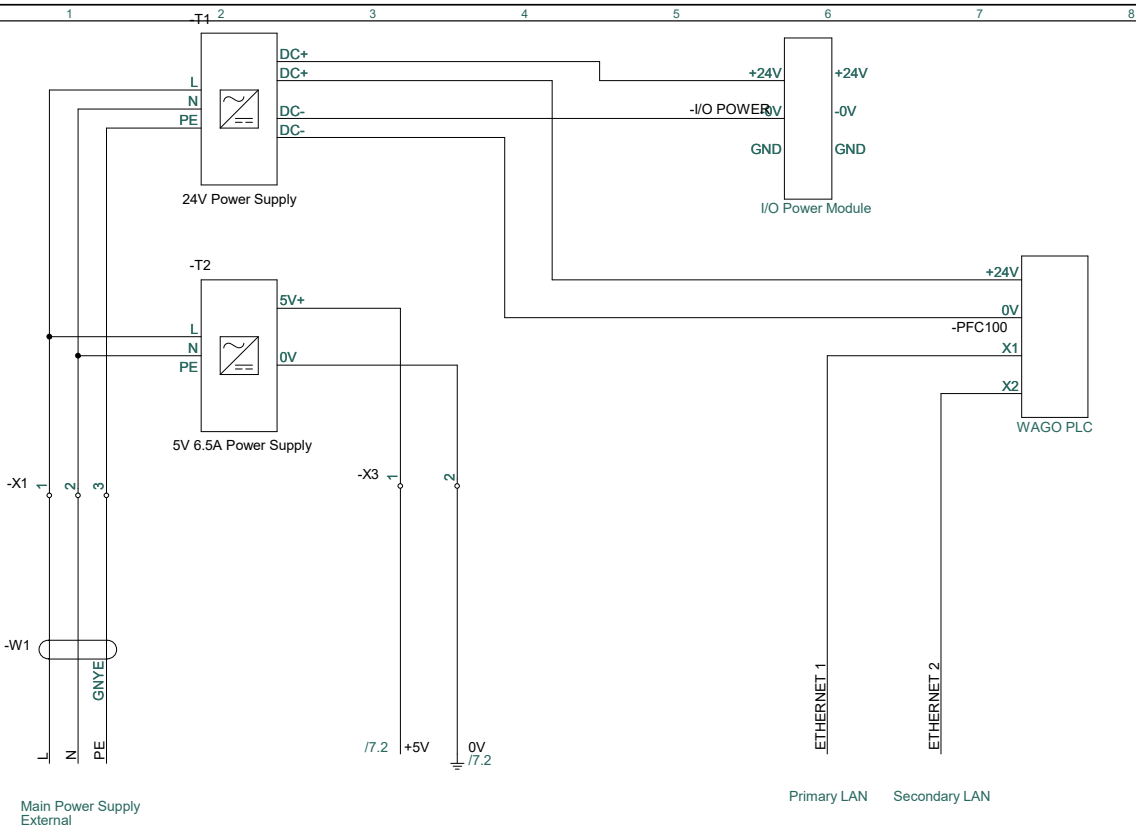 1 2 3 4 5 6 7 8
-T1
DC+
DC+
L
N
DC-
PE
DC-
24V Power Supply
+24V +24V
-I/O POWER -0V -0V
GND GND
I/O Power Module
-T2
5V+
L
N
0V
PE
5V 6.5A Power Supply
+24V
0V
-PFC100
X1
X2
WAGO PLC
-X1 1 2 3
-X3 1 2
-W1
GNYE
L N PE
/7.2 +5V 0V
/7.2
ETHERNET 1
ETHERNET 2
Primary LAN Secondary LAN
Main Power Supply
External